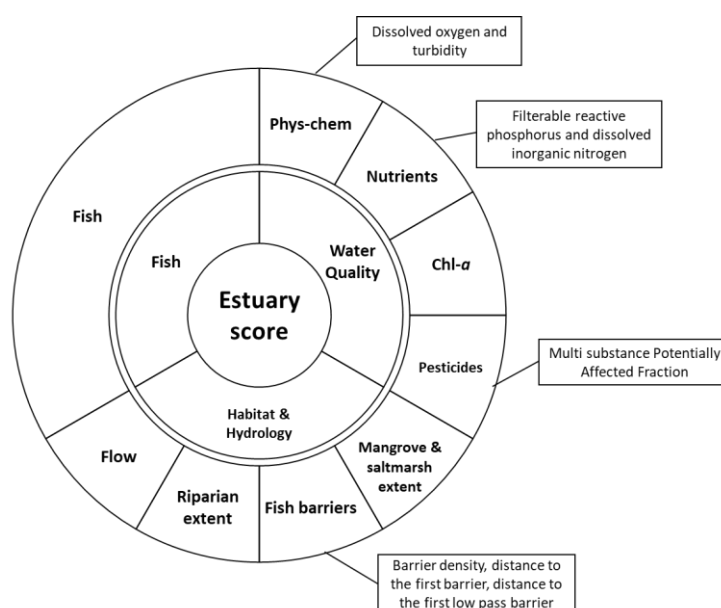 Dissolved oxygen and
turbidity
Phys-chem
Filterable reactive
phosphorus and dissolved
inorganic nitrogen
Nutrients
Fish
Fish
Water
Quality
Chl-a
Estuary
score
Pesticides
Multi substance Potentially
Affected Fraction
Habitat &
Hydrology
Mangrove &
saltmarsh
extent
Flow
Riparian
extent
Fish barriers
Barrier density, distance to
the first barrier, distance to
the first low pass barrier